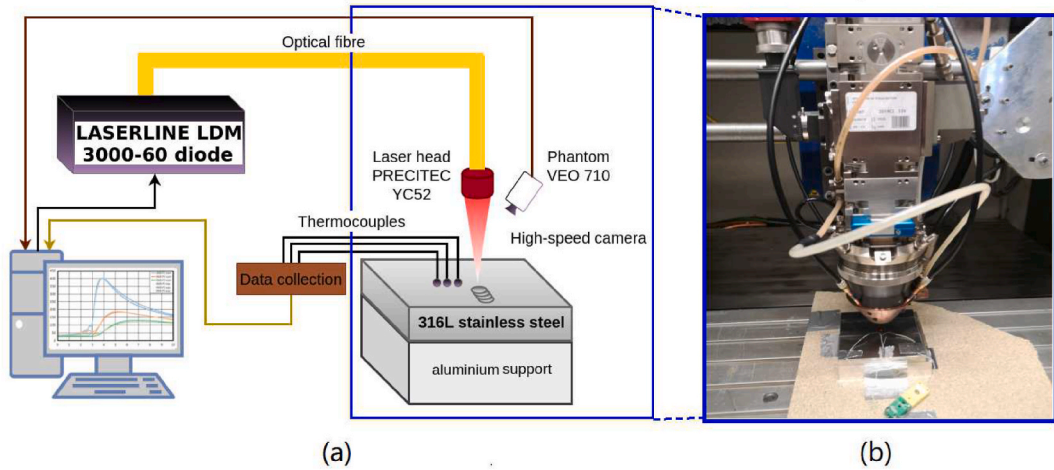 Optical fibre
LASERLINE LDM
3000-60 diode
Laser head
PRECITEC
YC52
Phantom
VEO 710
Thermocouples
High-speed camera
Data collection
316L stainless steel
aluminium support
(a)
(b)